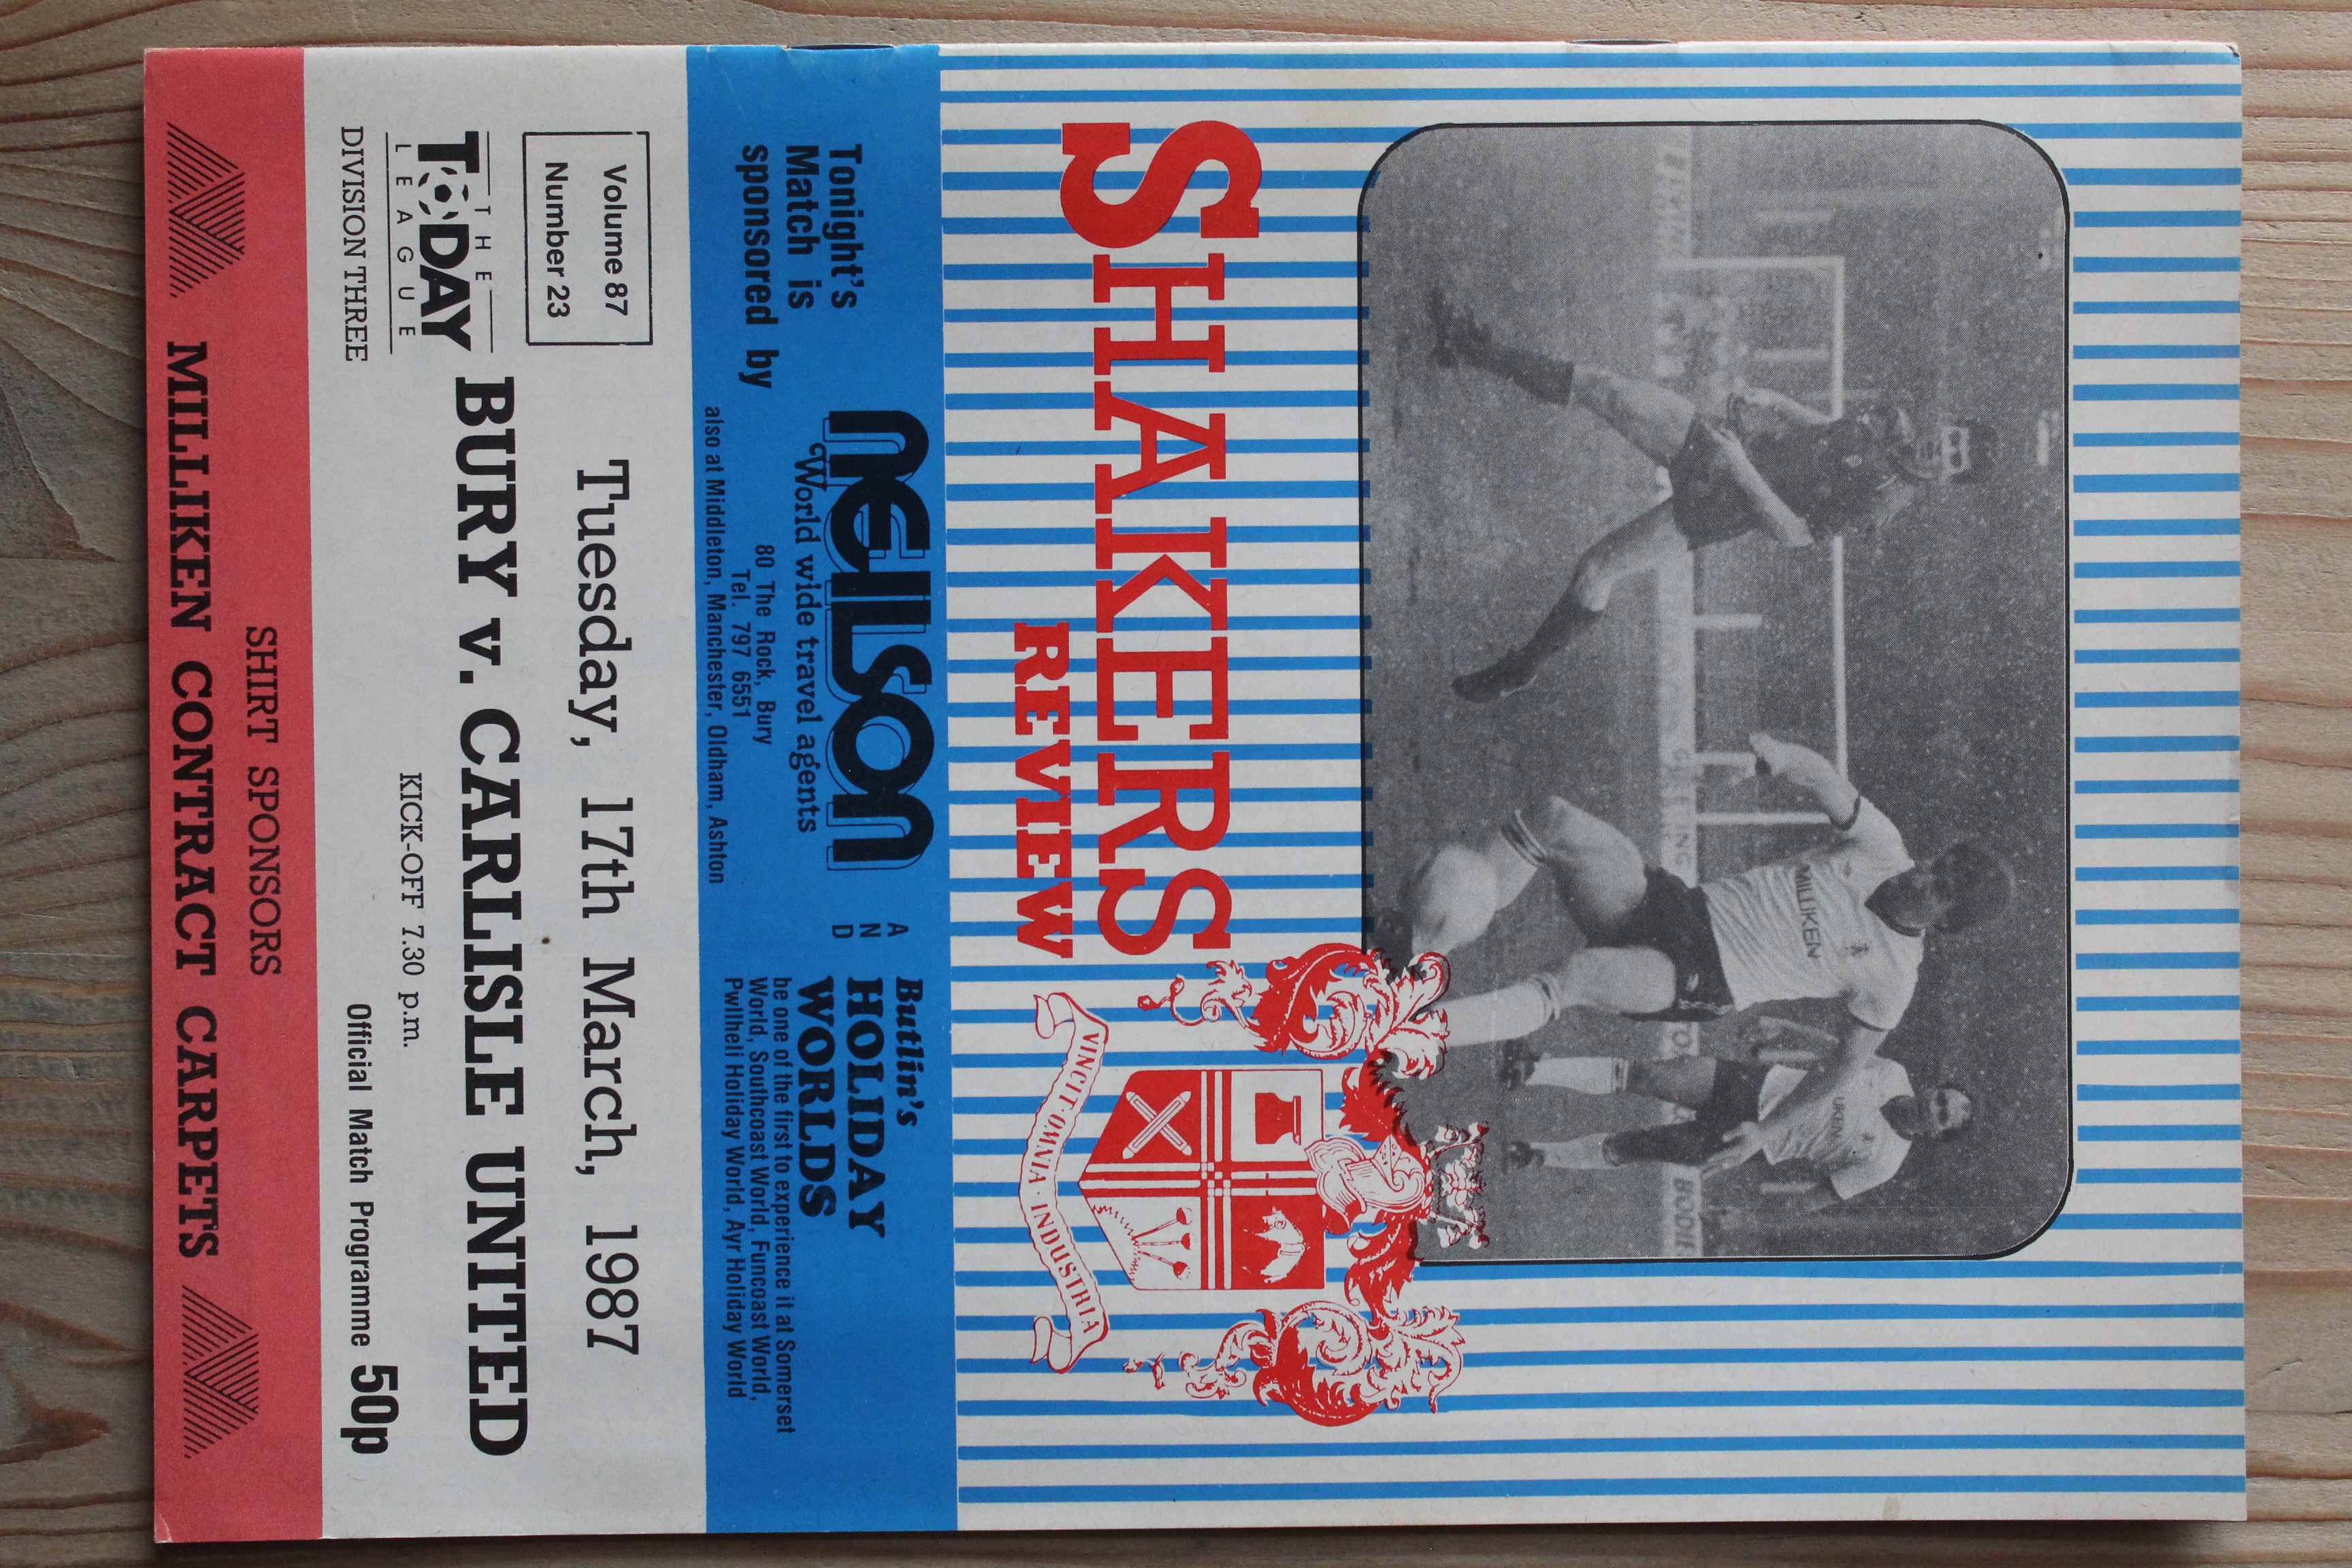 MILLIKEN
LIKEN
BODIE
SHAKERS
REVIEW
VINCIT · OMNIA · INDUSTRIA
Tonight's
Match is
sponsored by
neilson
World wide travel agents
80 The Rock, Bury
Tel. 797 6551
also at Middleton, Manchester, Oldham, Ashton
AND
Butlin's
HOLIDAY
WORLDS
be one of the first to experience it at Somerset
World, Southcoast World, Funcoast World,
Pwllheli Holiday World, Ayr Holiday World
Volume 87
Number 23
Tuesday, 17th March, 1987
THE
TODAY
LEAGUE
DIVISION THREE
BURY v. CARLISLE UNITED
KICK-OFF 7.30 p.m.
Official Match Programme 50p
SHIRT SPONSORS
MILLIKEN CONTRACT CARPETS